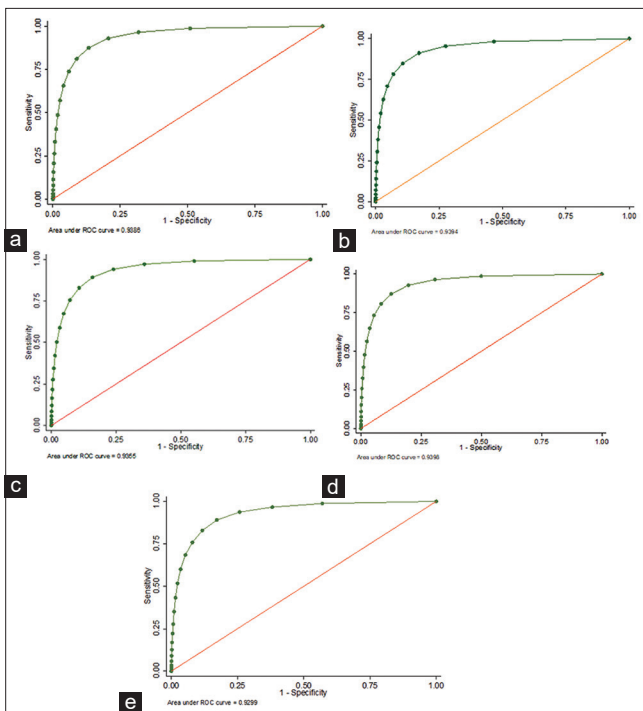 1.00
0.75
0.50
0.25
0.00
Sensitivity
0.00 0.25 0.50 0.75 1.00
1 - Specificity
Area under ROC curve = 0.9386
a
1.00
0.75
0.50
0.25
0.00
Sensitivity
0.00 0.25 0.50 0.75 1.00
1 - Specificity
Area under ROC curve = 0.9394
b
1.00
0.75
0.50
0.25
0.00
Sensitivity
0.00 0.25 0.50 0.75 1.00
1 - Specificity
Area under ROC curve = 0.9355
c
1.00
0.75
0.50
0.25
0.00
Sensitivity
0.00 0.25 0.50 0.75 1.00
1 - Specificity
Area under ROC curve =
d
1.00
0.75
0.50
0.25
0.00
Sensitivity
0.00 0.25 0.50 0.75 1.00
1 - Specificity
Area under ROC curve = 0.9299
e